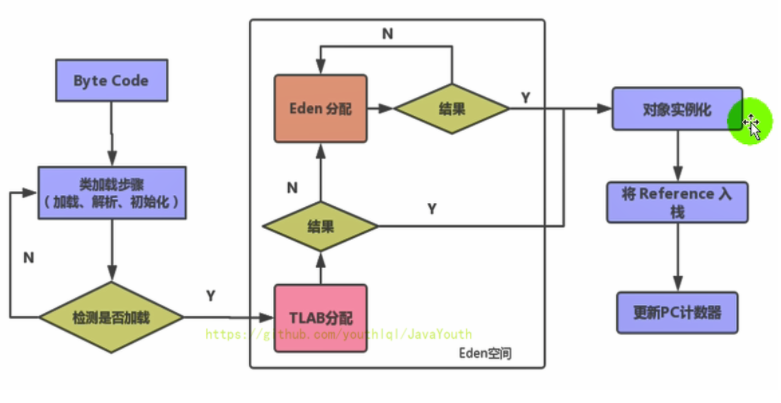 Byte Code
类加载步骤
（加载、解析、初始化）
N
检测是否加载
Y
N
Eden 分配
结果
Y
N
结果
Y
TLAB分配
https://github.com/youthlql/JavaYouth
Eden空间
对象实例化
将 Reference 入
栈
更新PC计数器